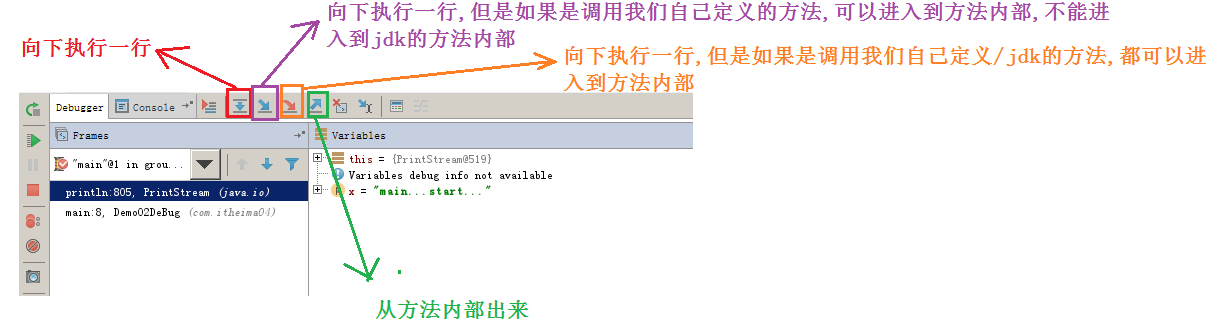 向下执行一行,但是如果是调用我们自己定义的方法,可以进入到方法内部,不能进
入到jdk的方法内部
向下执行一行
向下执行一行,但是如果是调用我们自己定义/jdk的方法,都可以进
入到方法内部
Debugger
Console
Frames
Variables
"main"@1 in grou...
this = {PrintStream@519}
Variables debug info not available
x = "main...start..."
println:805, PrintStream (java.io)
main:8, Demo02DeBug (com.itheima04)
从方法内部出来